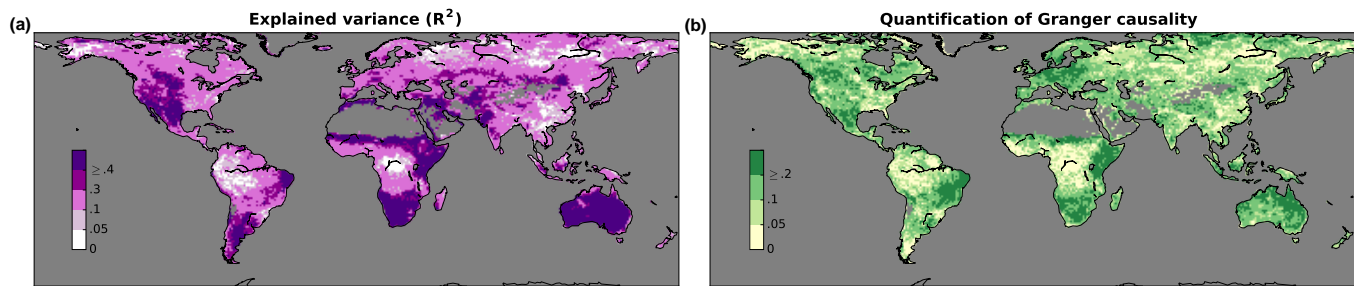 (a)
Explained variance (R²)
≥.4
.3
.1
.05
0
(b)
Quantification of Granger causality
≥.2
.1
.05
0